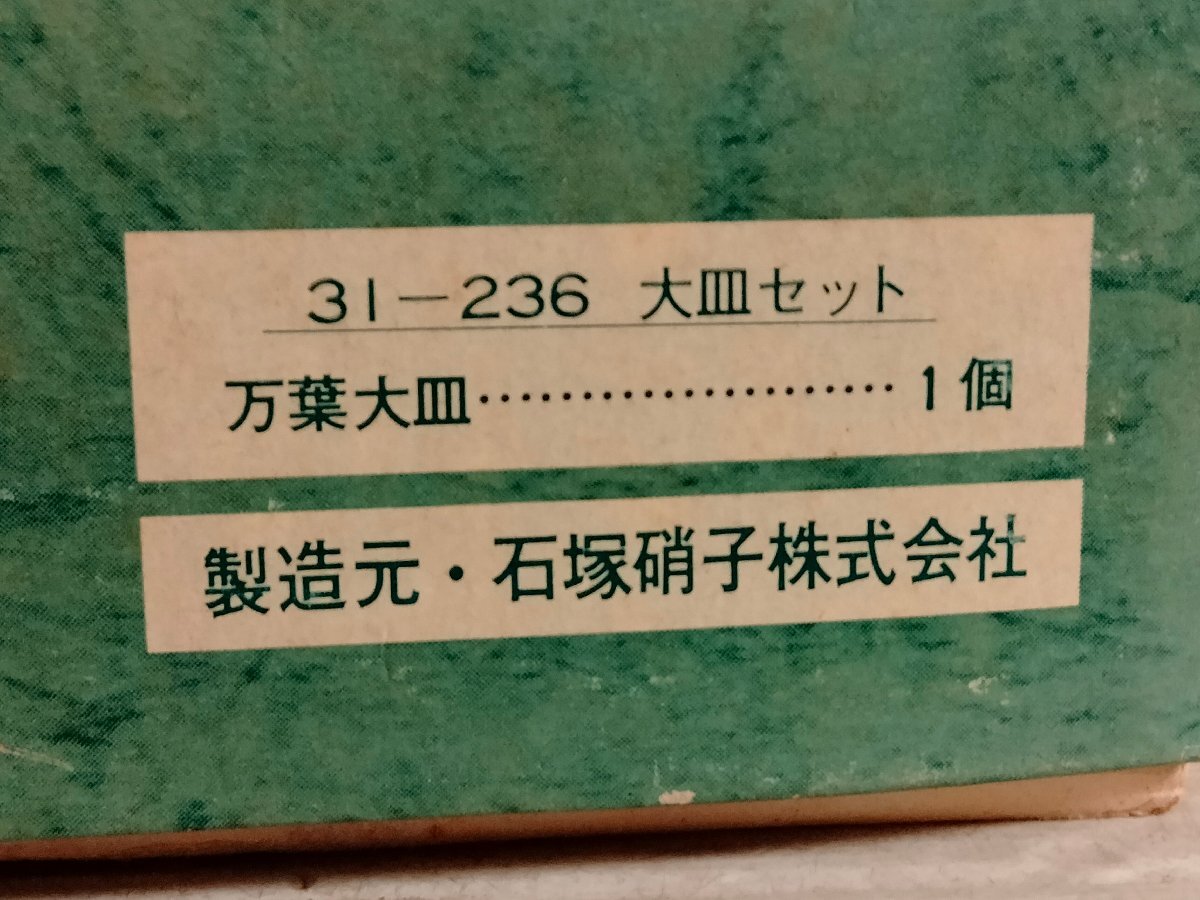 31－236 大皿セット
万葉大皿……………………1個
製造元・石塚硝子株式会社